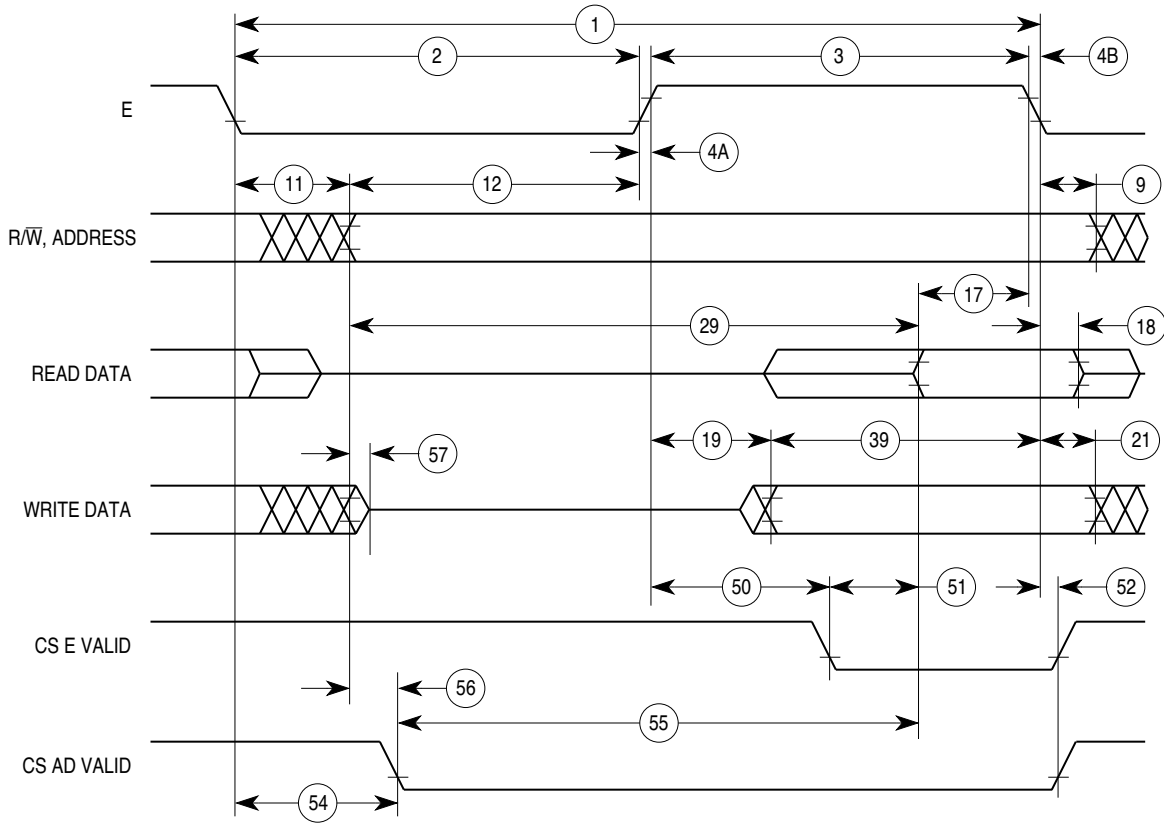 1
2
3
4B
E
4A
11
12
9
R/W̅, ADDRESS
17
29
18
READ DATA
19
39
21
57
WRITE DATA
50
51
52
CS E VALID
56
55
CS AD VALID
54